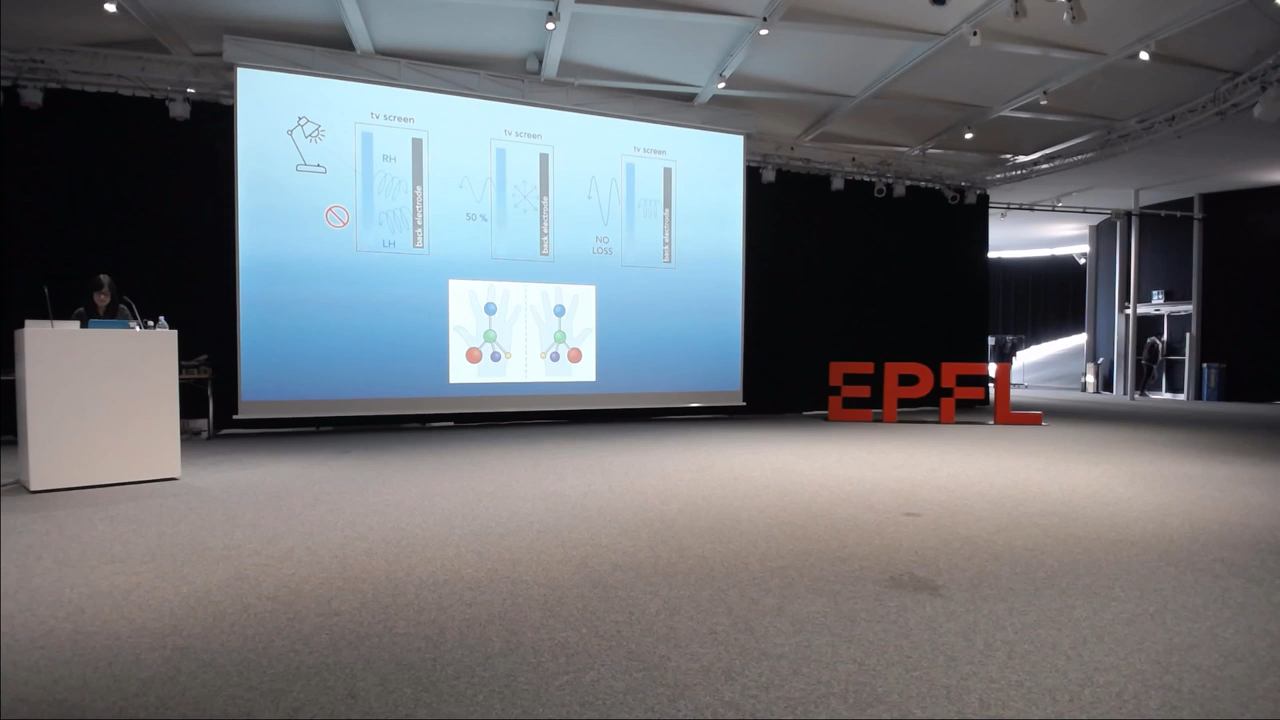 tv screen
RH
LH
back electrode
tv screen
50 %
back electrode
tv screen
NO
LOSS
back electrode
EPFL